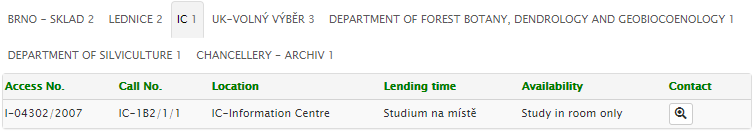 BRNO - SKLAD 2 LEDNICE 2 IC 1 UK-VOLNÝ VÝBĚR 3 DEPARTMENT OF FOREST BOTANY, DENDROLOGY AND GEOBIOCOENOLOGY 1
DEPARTMENT OF SILVICULTURE 1 CHANCELLERY - ARCHIV 1
Access No. Call No. Location Lending time Availability Contact
I-04302/2007 IC-1B2/1/1 IC-Information Centre Studium na místě Study in room only